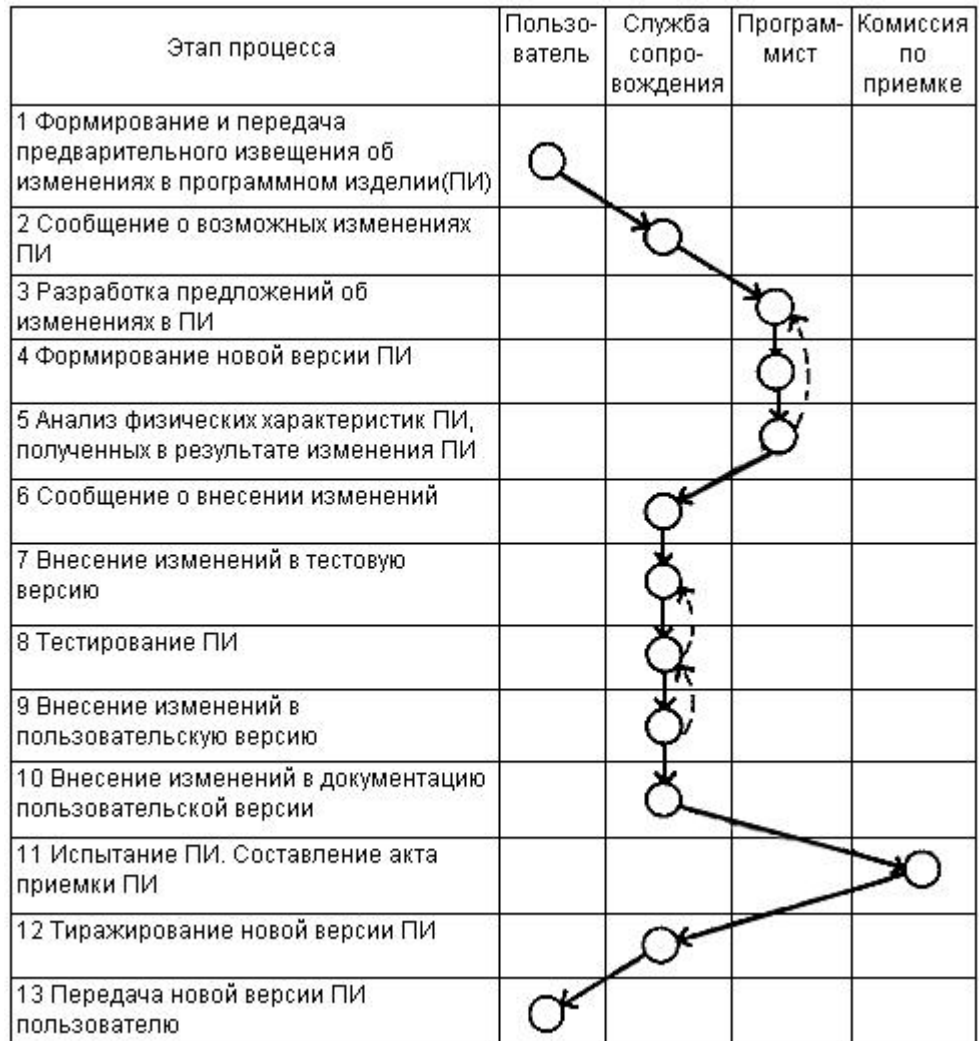 Этап процесса
Пользо-
ватель
Служба
сопро-
вождения
Програм-
мист
Комиссия
по
приемке
1 Формирование и передача
предварительного извещения об
изменениях в программном изделии(ПИ)
2 Сообщение о возможных изменениях
ПИ
3 Разработка предложений об
изменениях в ПИ
4 Формирование новой версии ПИ
5 Анализ физических характеристик ПИ,
полученных в результате изменения ПИ
6 Сообщение о внесении изменений
7 Внесение изменений в тестовую
версию
8 Тестирование ПИ
9 Внесение изменений в
пользовательскую версию
10 Внесение изменений в документацию
пользовательской версии
11 Испытание ПИ. Составление акта
приемки ПИ
12 Тиражирование новой версии ПИ
13 Передача новой версии ПИ
пользователю